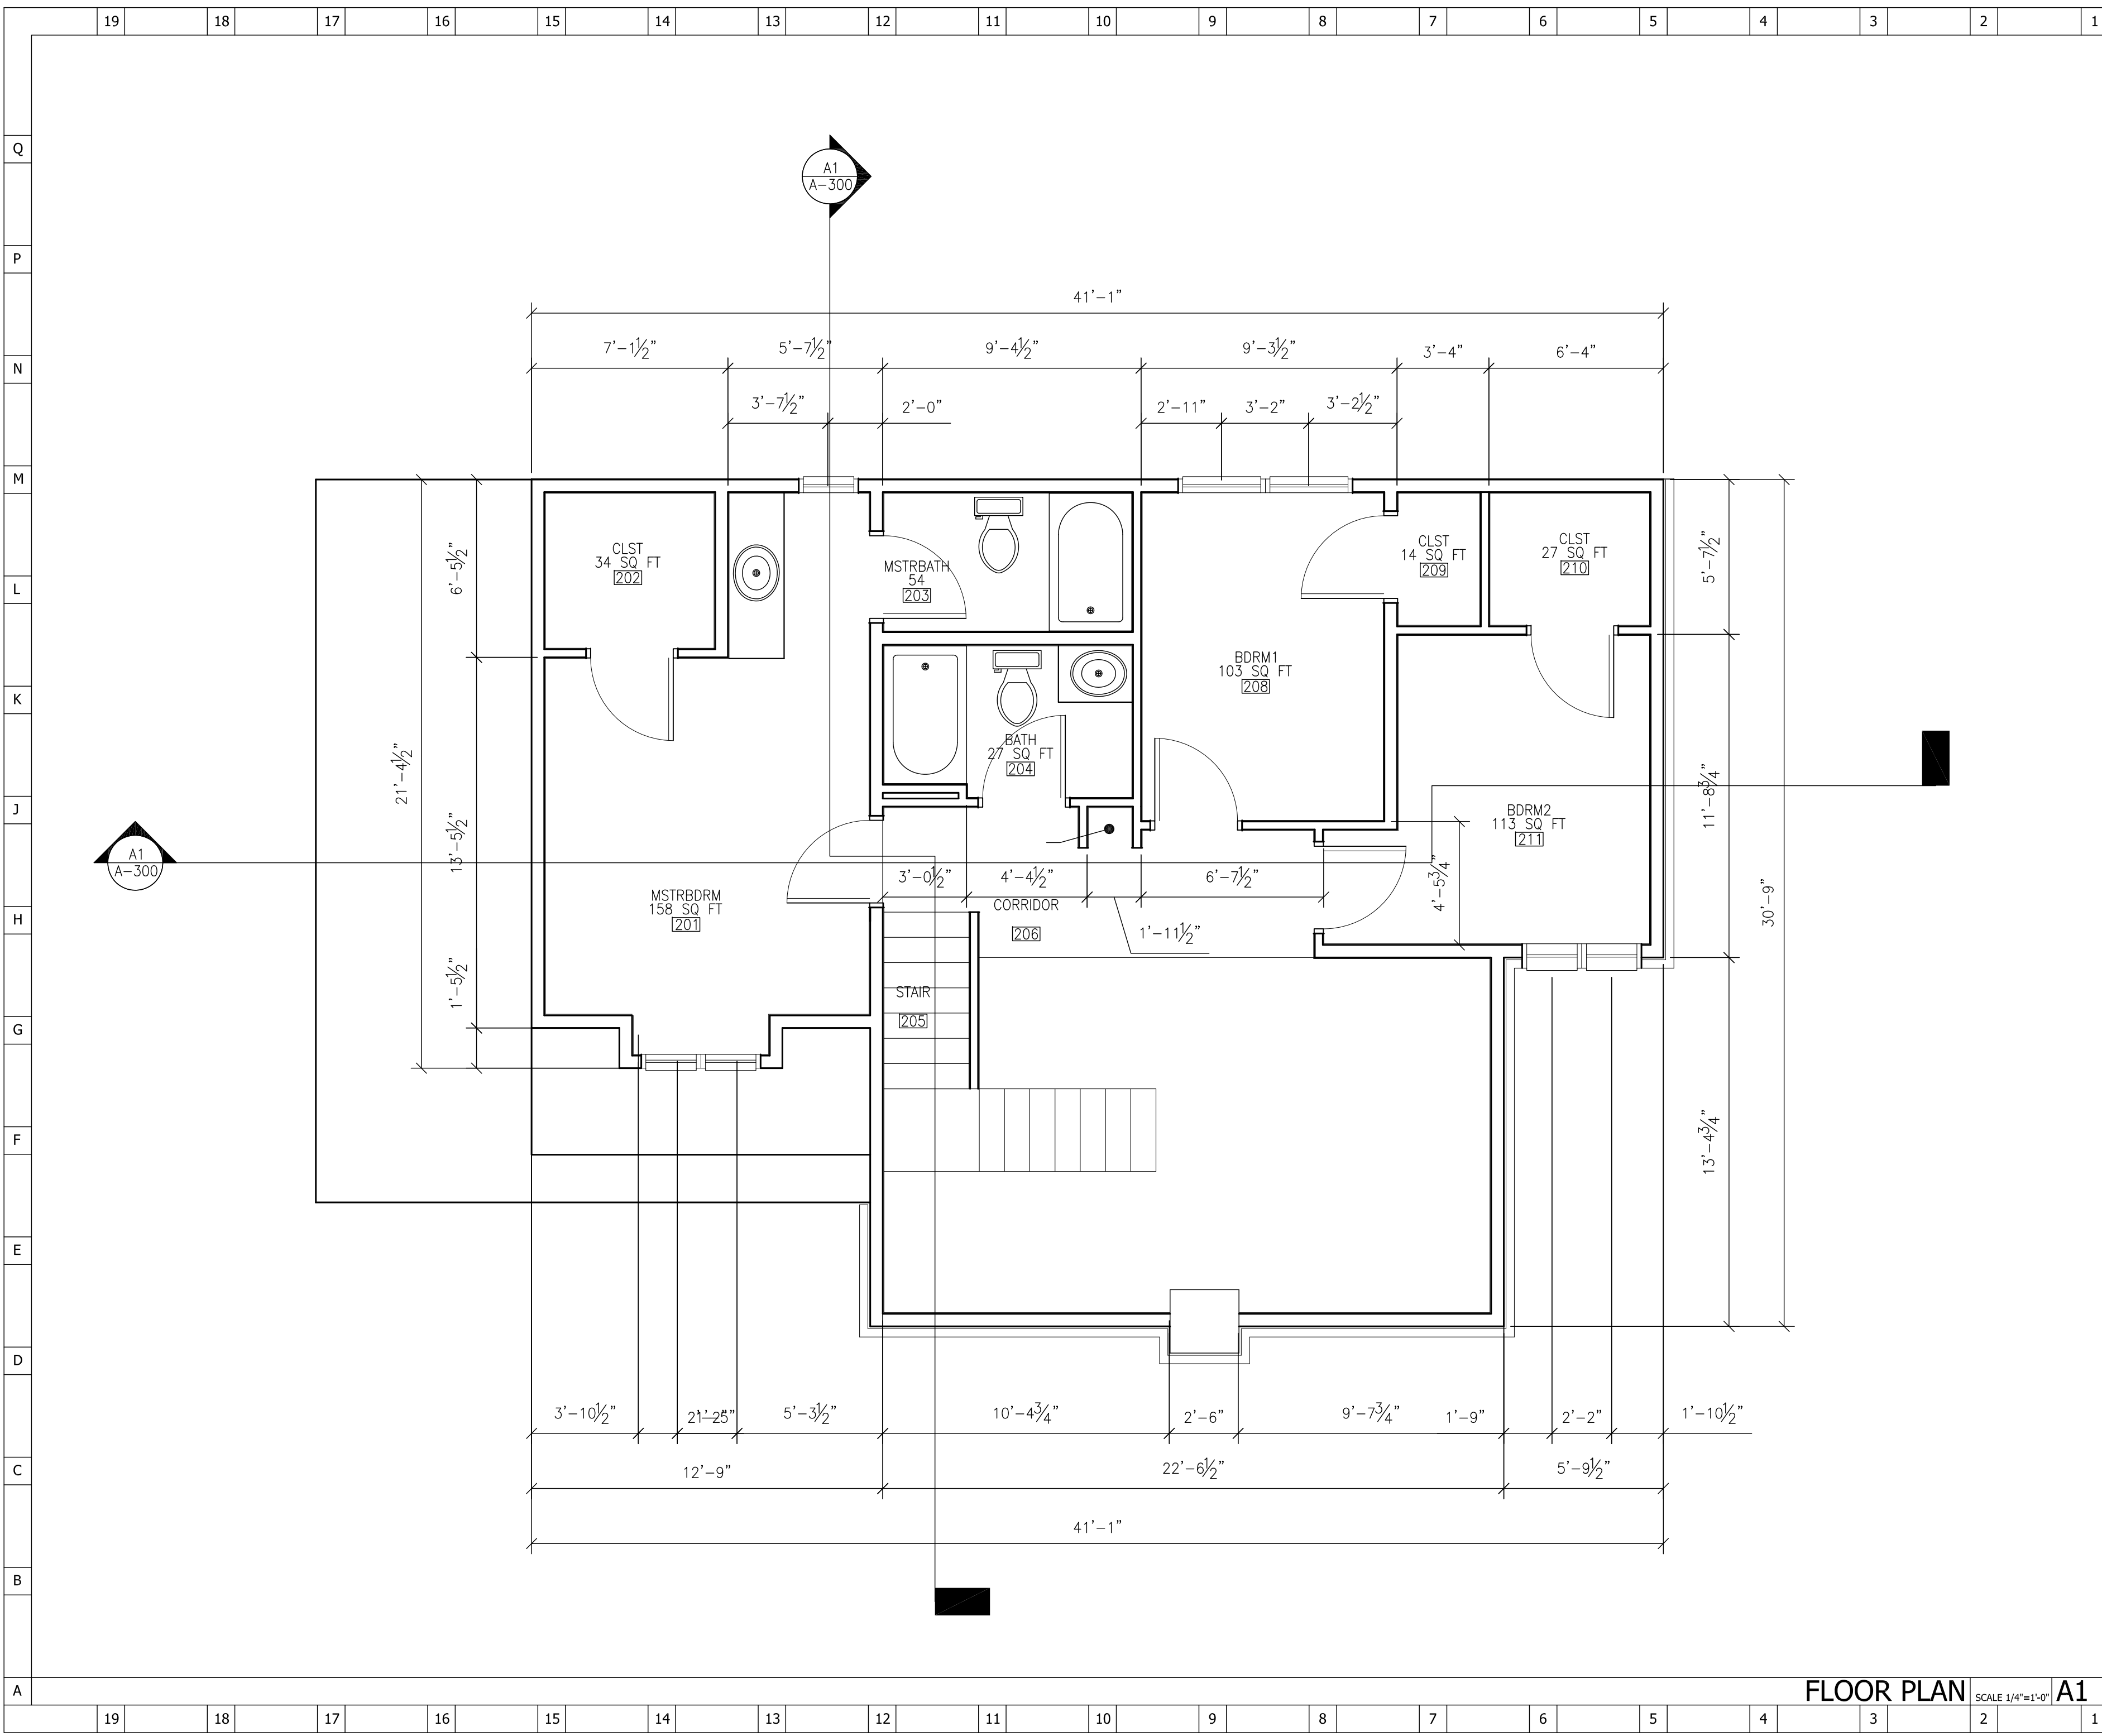 19 18 17 16 15 14 13 12 11 10 9 8 7 6 5 4 3 2 1
Q
A1
A-300
P
41'-1"
N
7'-1½" 5'-7½" 9'-4½" 9'-3½" 3'-4" 6'-4"
3'-7½" 2'-0" 2'-11" 3'-2" 3'-2½"
M
6'-5½"
CLST
34 SQ FT
202
MSTRBATH
54
203
CLST
14 SQ FT
209
CLST
27 SQ FT
210
5'-7½"
L
BDRM1
103 SQ FT
208
K
21'-4½"
BATH
27 SQ FT
204
11'-8¾"
J
13'-5½"
BDRM2
113 SQ FT
211
A1
A-300
3'-0½" 4'-4½" 6'-7½" 4'-5¾"
MSTRBDRM
158 SQ FT
201
CORRIDOR
206
1'-11½"
30'-9"
H
1'-5½"
STAIR
205
G
F
13'-4¾"
E
D
3'-10½" 5'-3½" 10'-4¾" 2'-6" 9'-7¾" 1'-9" 2'-2" 1'-10½"
C
12'-9" 22'-6½" 5'-9½"
41'-1"
B
A
FLOOR PLAN SCALE 1/4"=1'-0" A1
19 18 17 16 15 14 13 12 11 10 9 8 7 6 5 4 3 2 1